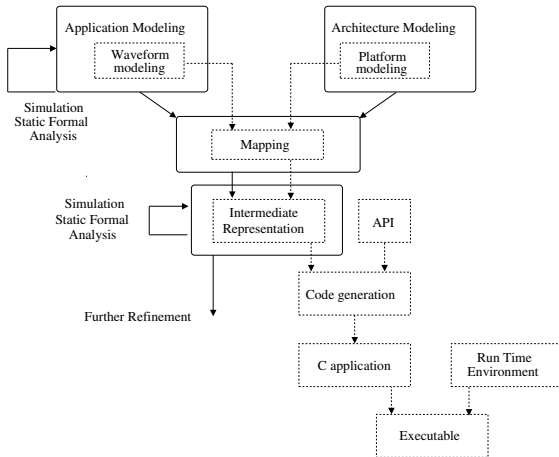 Application Modeling
Waveform
modeling
Architecture Modeling
Platform
modeling
Simulation
Static Formal
Analysis
Mapping
Simulation
Static Formal
Analysis
Intermediate
Representation
API
Code generation
Further Refinement
C application
Run Time
Environment
Executable